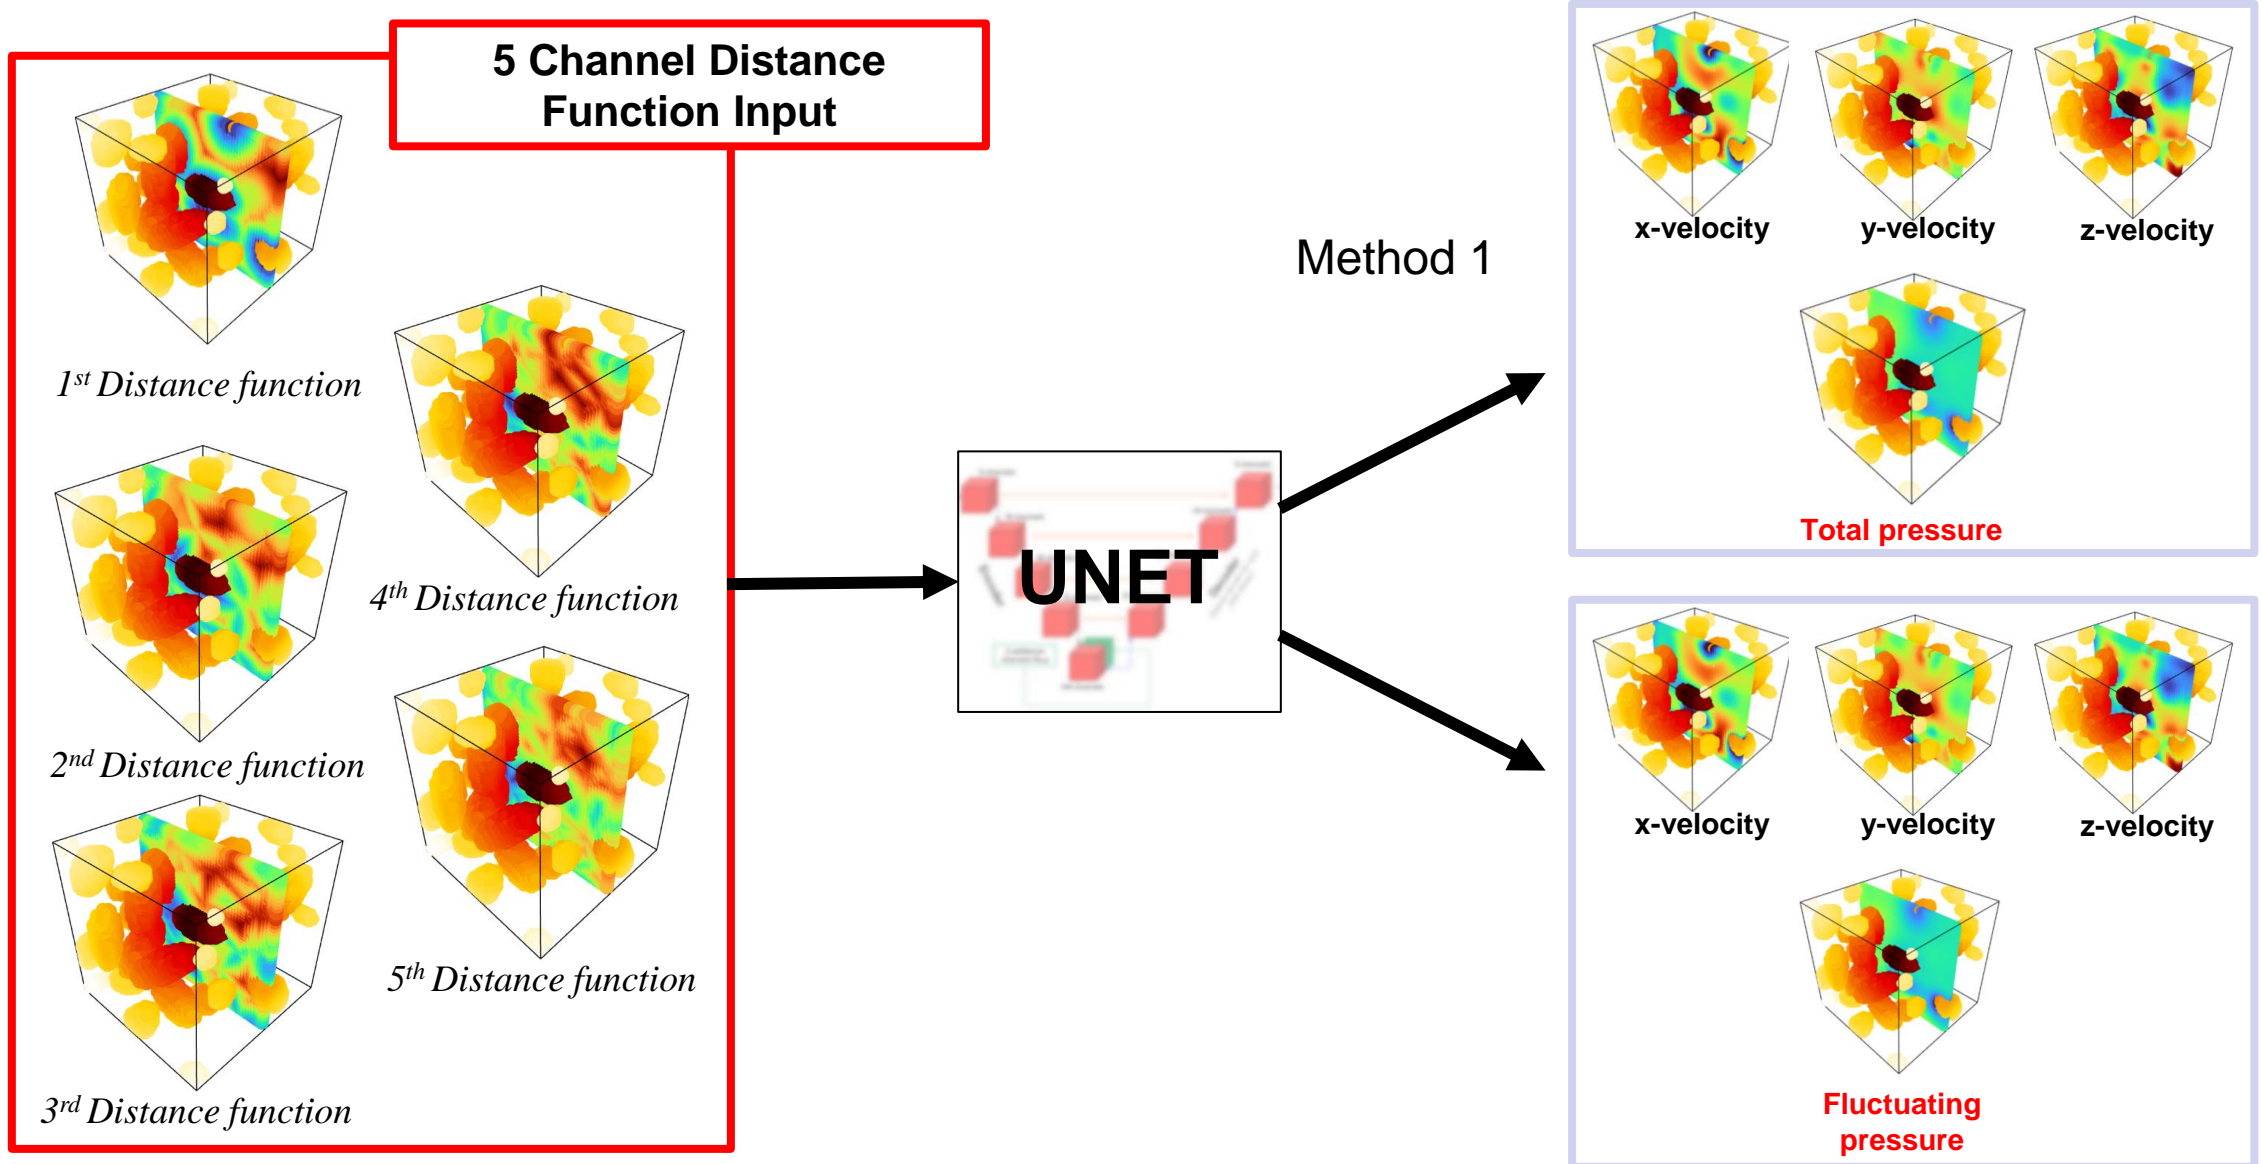 5 Channel Distance
Function Input
1st Distance function
2nd Distance function
3rd Distance function
4th Distance function
5th Distance function
UNET
Method 1
x-velocity
y-velocity
z-velocity
Total pressure
x-velocity
y-velocity
z-velocity
Fluctuating
pressure